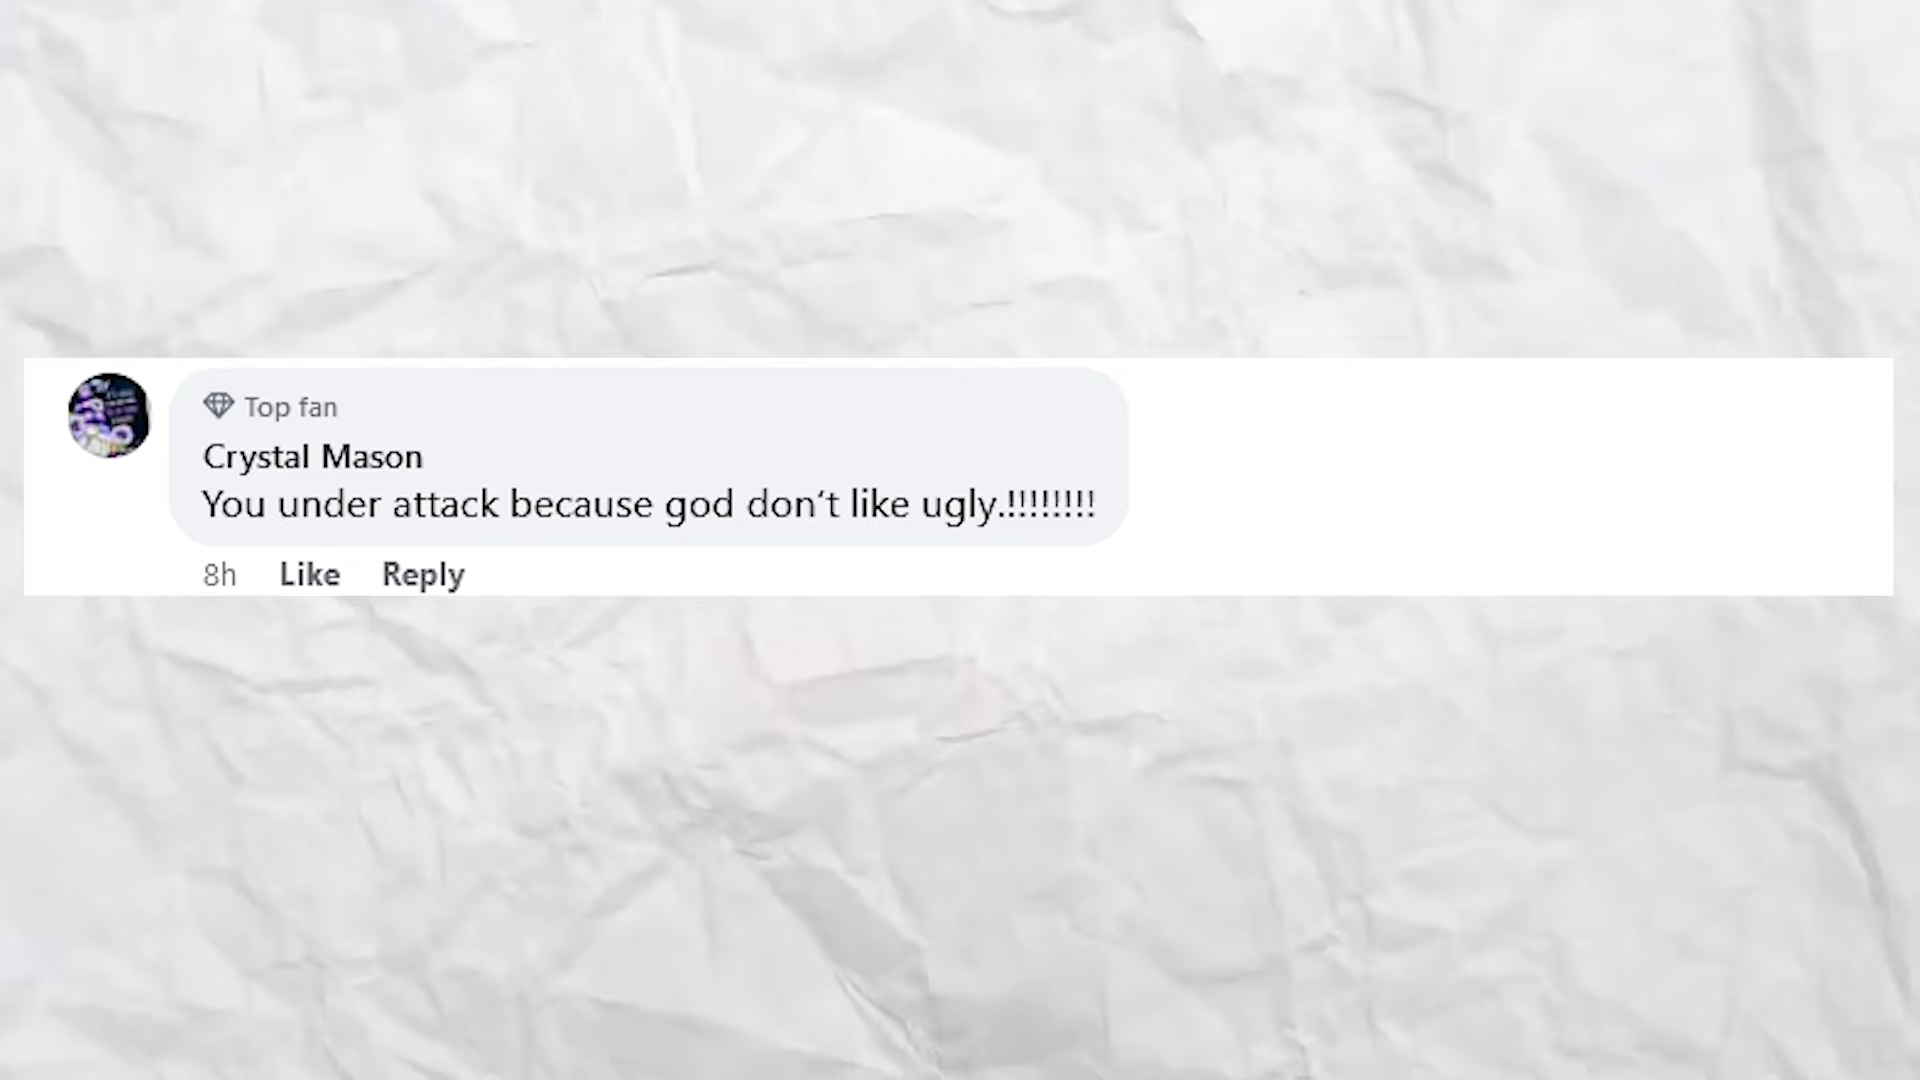 Top fan
Crystal Mason
You under attack because god don‘t like ugly.!!!!!!!!
8h Like Reply